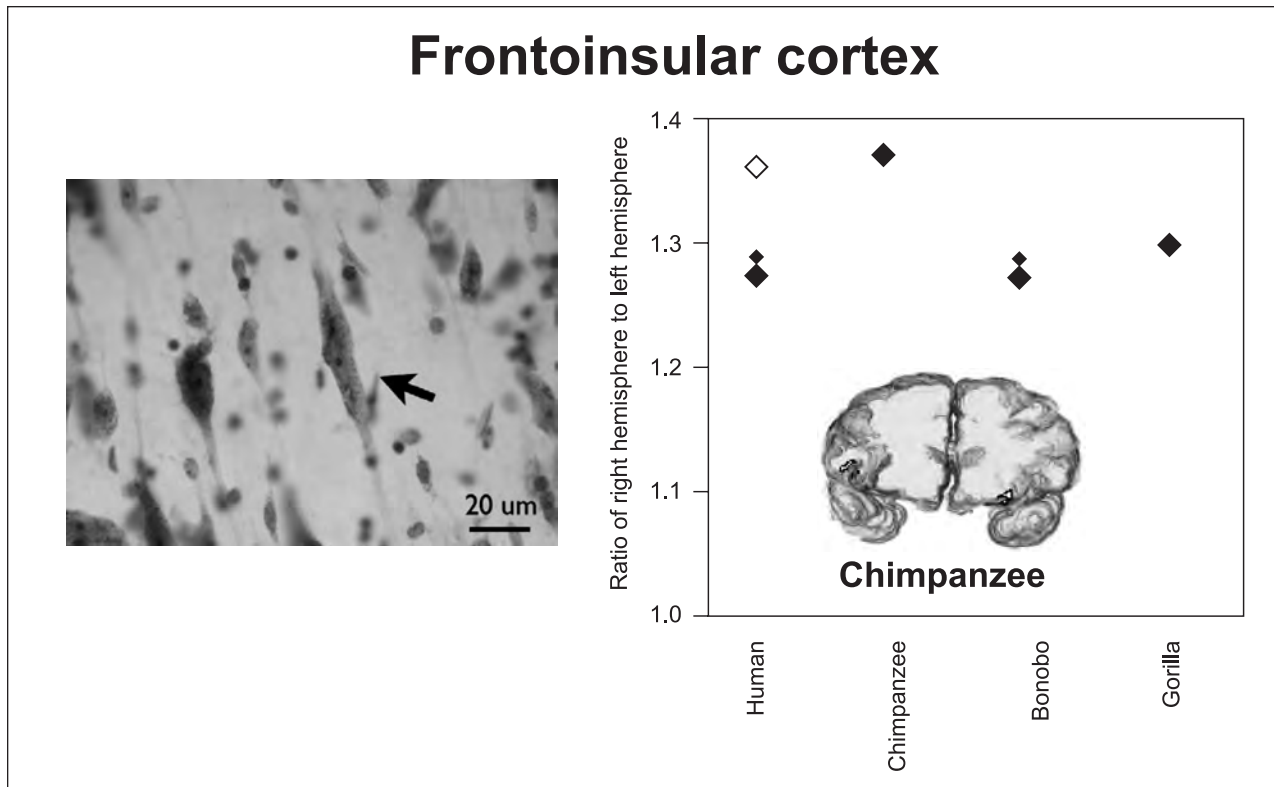 Frontoinsular cortex
20 um
Ratio of right hemisphere to left hemisphere
1.4
1.3
1.2
1.1
1.0
Chimpanzee
Human
Chimpanzee
Bonobo
Gorilla